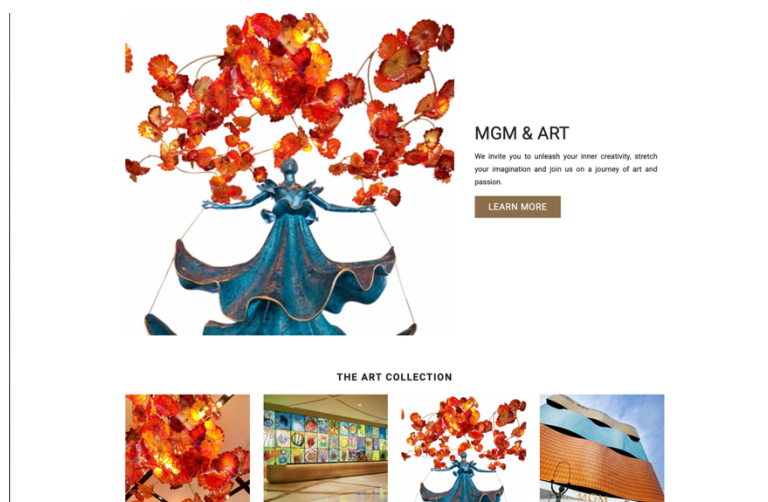 MGM & ART
We invite you to unleash your inner creativity, stretch
your imagination and join us on a journey of art and
passion.
LEARN MORE
THE ART COLLECTION
MGM